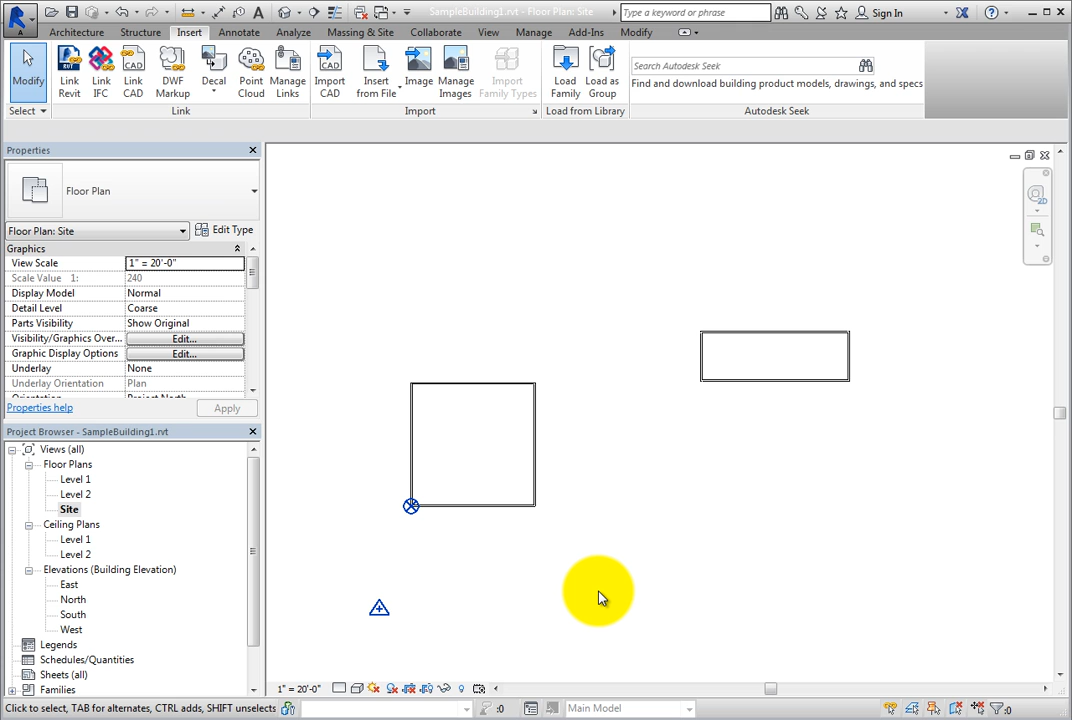 SampleBuilding1.rvt - Floor Plan: Site
Type a keyword or phrase
Sign In
Architecture Structure Insert Annotate Analyze Massing & Site Collaborate View Manage Add-Ins Modify
Modify
Link Revit
Link IFC
Link CAD
DWF Markup
Decal
Point Cloud
Manage Links
Import CAD
Insert from File
Image
Manage Images
Import Family Types
Load Family
Load as Group
Search Autodesk Seek
Find and download building product models, drawings, and specs
Select Link Import Load from Library Autodesk Seek
Properties
Floor Plan
Floor Plan: Site Edit Type
Graphics
View Scale 1" = 20'-0"
Scale Value 1: 240
Display Model Normal
Detail Level Coarse
Parts Visibility Show Original
Visibility/Graphics Over... Edit...
Graphic Display Options Edit...
Underlay None
Underlay Orientation Plan
Orientation Project North
Properties help Apply
Project Browser - SampleBuilding1.rvt
Views (all)
Floor Plans
Level 1
Level 2
Site
Ceiling Plans
Level 1
Level 2
Elevations (Building Elevation)
East
North
South
West
Legends
Schedules/Quantities
Sheets (all)
Families
2D
1" = 20'-0"
Click to select, TAB for alternates, CTRL adds, SHIFT unselects
:0
Main Model
:0